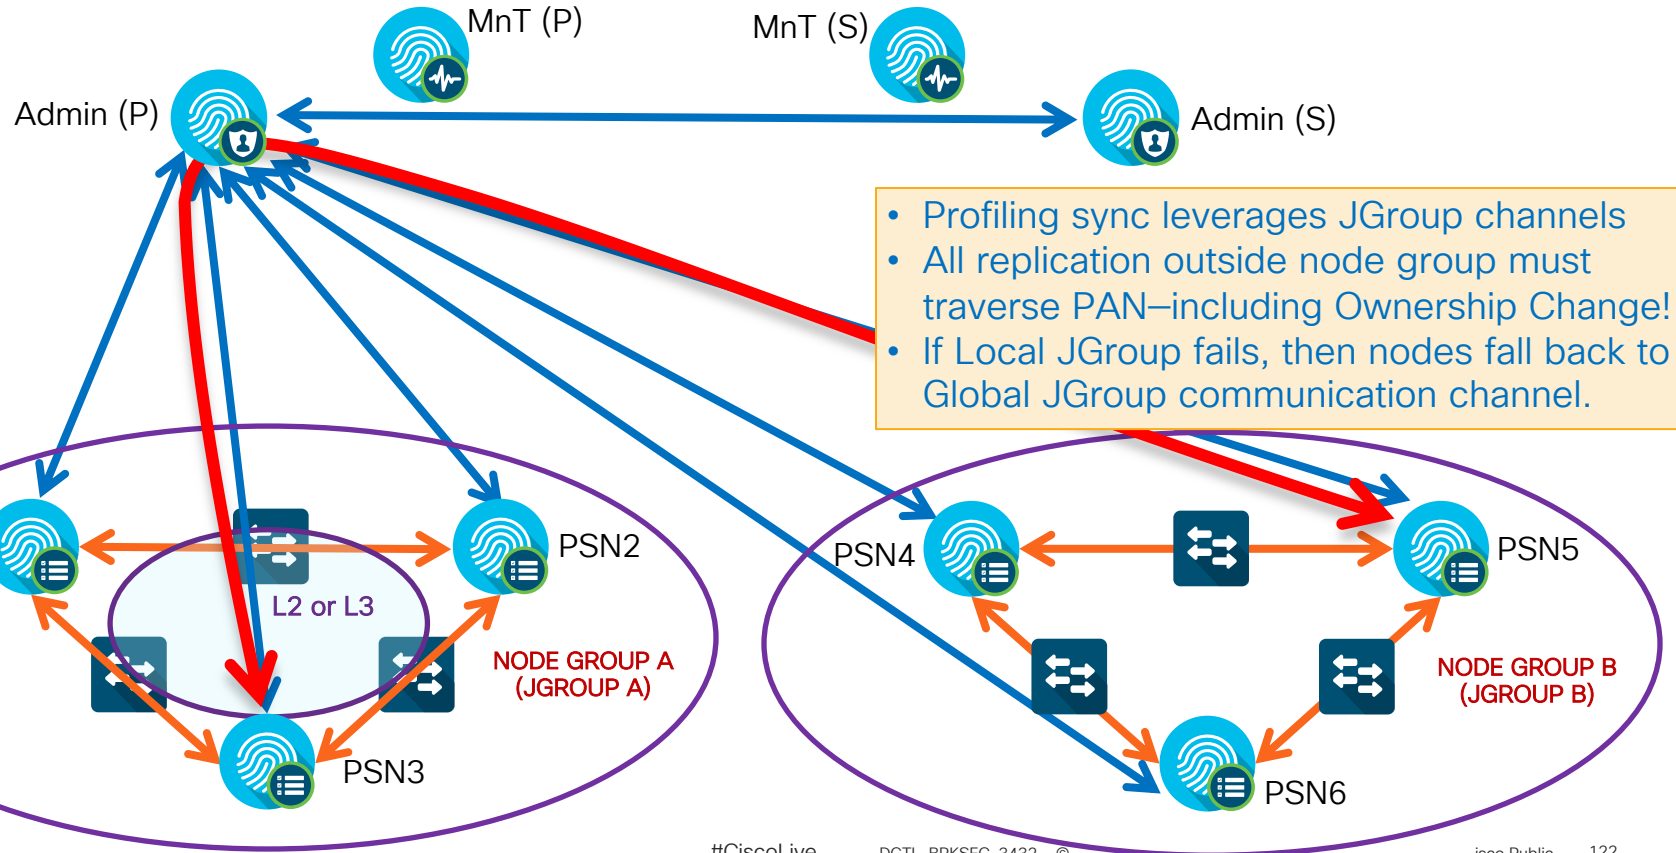 MnT (P)
MnT (S)
Admin (P)
Admin (S)
• Profiling sync leverages JGroup channels
• All replication outside node group must
traverse PAN–including Ownership Change!
• If Local JGroup fails, then nodes fall back to
Global JGroup communication channel.
PSN2
PSN4
PSN5
L2 or L3
NODE GROUP A
(JGROUP A)
NODE GROUP B
(JGROUP B)
PSN3
PSN6
#CiscoLive
©
122